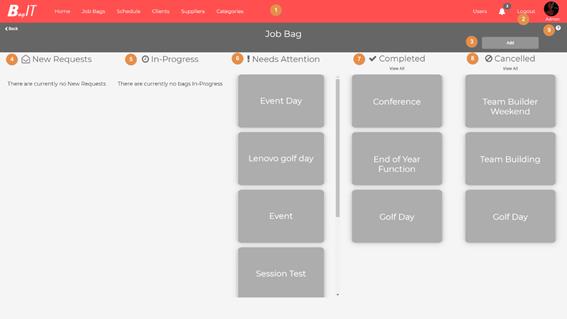 BagIT Home Job Bags Schedule Clients Suppliers Categories 1 Users 3 Logout
2 Admin
Back Job Bag 9 ?
3 Add
4 New Requests 5 In-Progress 6 Needs Attention 7 Completed 8 Cancelled
View All View All
There are currently no New Requests There are currently no bags In-Progress
Event Day Conference Team Builder Weekend
Lenovo golf day End of Year Function Team Building
Event Golf Day Golf Day
Session Test